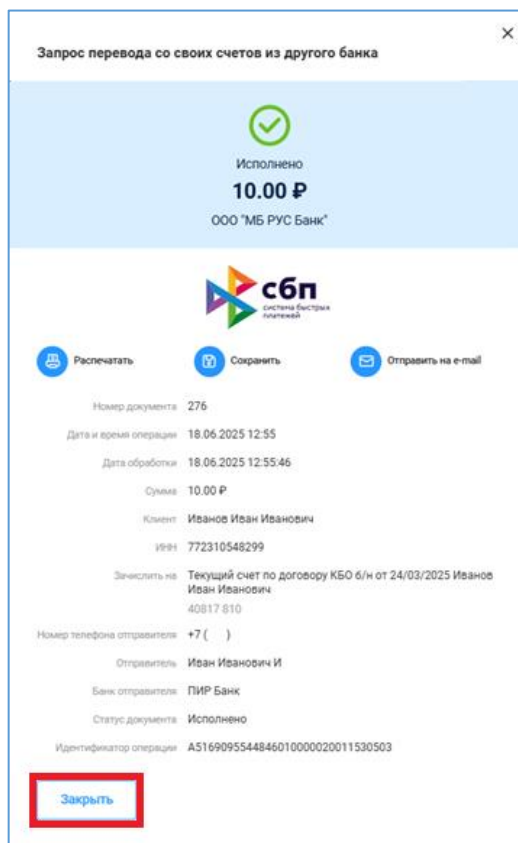 Запрос перевода со своих счетов из другого банка
Исполнено
10.00 ₽
ООО "МБ РУС Банк"
сбп
система быстрых
платежей
Распечатать Сохранить Отправить на e-mail
Номер документа 276
Дата и время операции 18.06.2025 12:55
Дата обработки 18.06.2025 12:55:46
Сумма 10.00 ₽
Клиент Иванов Иван Иванович
ИНН 772310548299
Зачислить на Текущий счет по договору КБО б/н от 24/03/2025 Иванов
Иван Иванович
40817 810
Номер телефона отправителя +7 ( )
Отправитель Иван Иванович И
Банк отправителя ПИР Банк
Статус документа Исполнено
Идентификатор операции A5169095544846010000020011530503
Закрыть